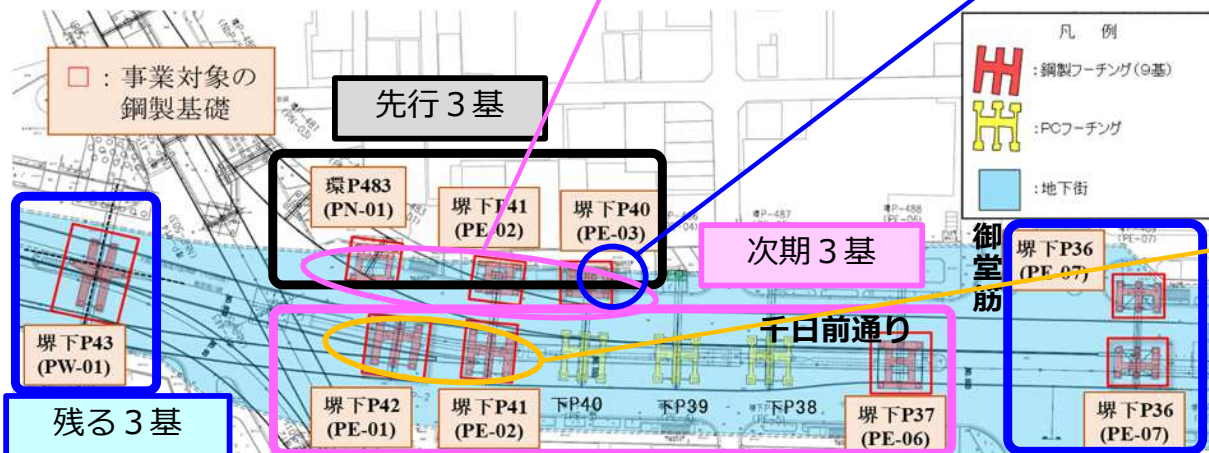 □：事業対象の
鋼製基礎
先行３基
凡　例
：鋼製フーチング(9基)
：PCフーチング
：地下街
環P483
(PN-01)
堺下P41
(PE-02)
堺下P40
(PE-03)
次期３基
御堂筋
堺下P36
(PE-07)
千日前通り
堺下P43
(PW-01)
残る３基
堺下P42
(PE-01)
堺下P41
(PE-02)
下P40
下P39
下P38
堺下P37
(PE-06)
堺下P36
(PE-07)